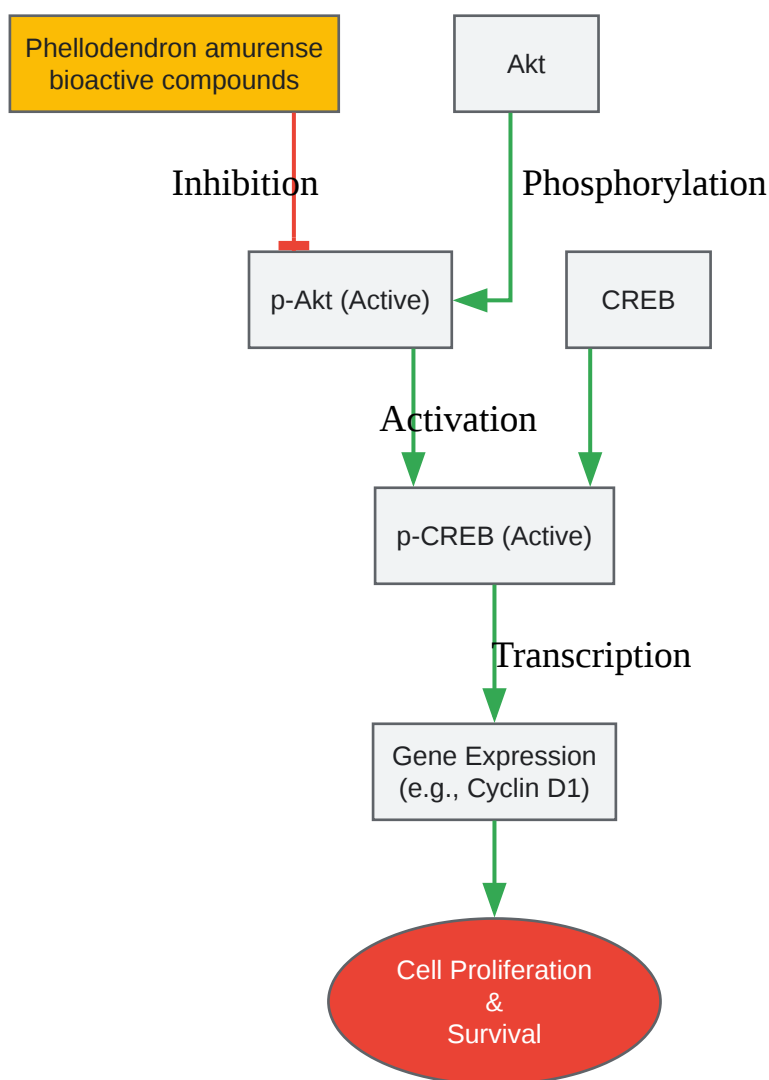 Phellodendron amurense
bioactive compounds
Akt
Inhibition
Phosphorylation
p-Akt (Active)
CREB
Activation
p-CREB (Active)
Transcription
Gene Expression
(e.g., Cyclin D1)
Cell Proliferation
&
Survival